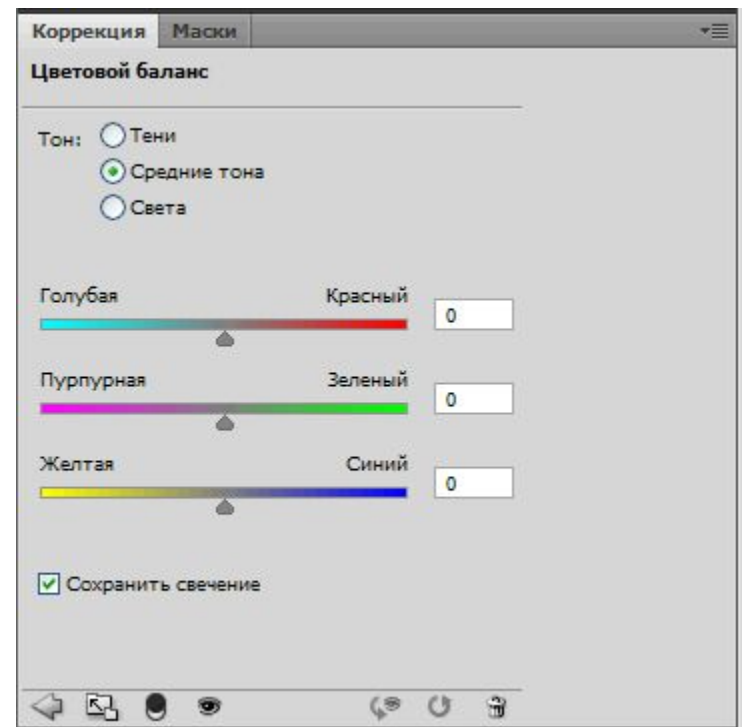 Коррекция Маски
Цветовой баланс
Тон: Тени
Средние тона
Света
Голубая Красный 0
Пурпурная Зеленый 0
Желтая Синий 0
Сохранить свечение